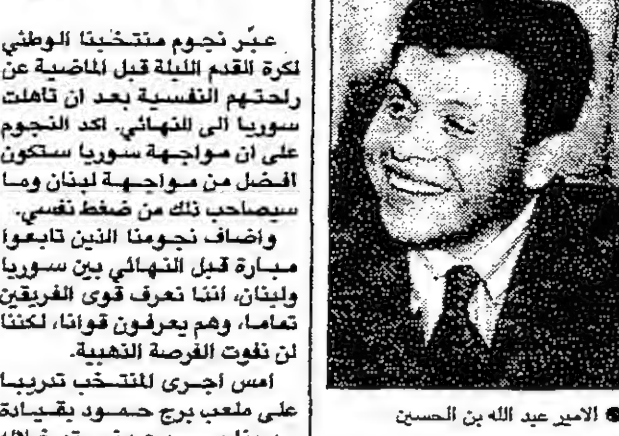 عبّر نجوم منتخبنا الوطني
لكرة القدم الليلة قبل الماضية عن
راحتهم النفسية بعد ان تاهلت
سوريا الى النهائي. اكد النجوم
على ان مواجهة سوريا ستكون
افضل من مواجهة لبنان وما
سيصاحب ذلك من ضغط نفسي.
واضاف نجومنا الذين تابعوا
مبارة قبل النهائي بين سوريا
ولبنان، اننا نعرف قوى الفريقين
تماما، وهم يعرفون قوانا، لكننا
لن نفوت الفرصة الذهبية.
امس اجرى المنتخب تدريبا
على ملعب برج حمود بقيادة
● الامير عبد الله بن الحسين